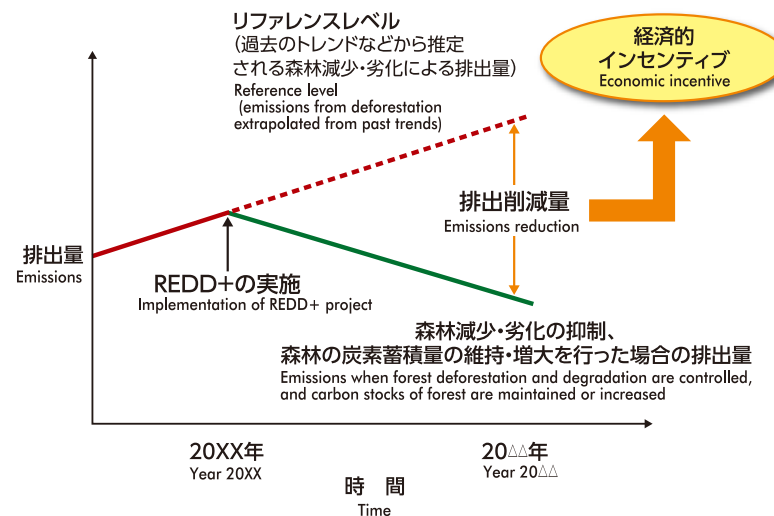 リファレンスレベル
（過去のトレンドなどから推定
される森林減少・劣化による排出量）
Reference level
(emissions from deforestation
extrapolated from past trends)
経済的
インセンティブ
Economic incentive
排出削減量
Emissions reduction
排出量
Emissions
REDD+の実施
Implementation of REDD+ project
森林減少・劣化の抑制、
森林の炭素蓄積量の維持・増大を行った場合の排出量
Emissions when forest deforestation and degradation are controlled,
and carbon stocks of forest are maintained or increased
20XX年
Year 20XX
20△△年
Year 20△△
時　間
Time